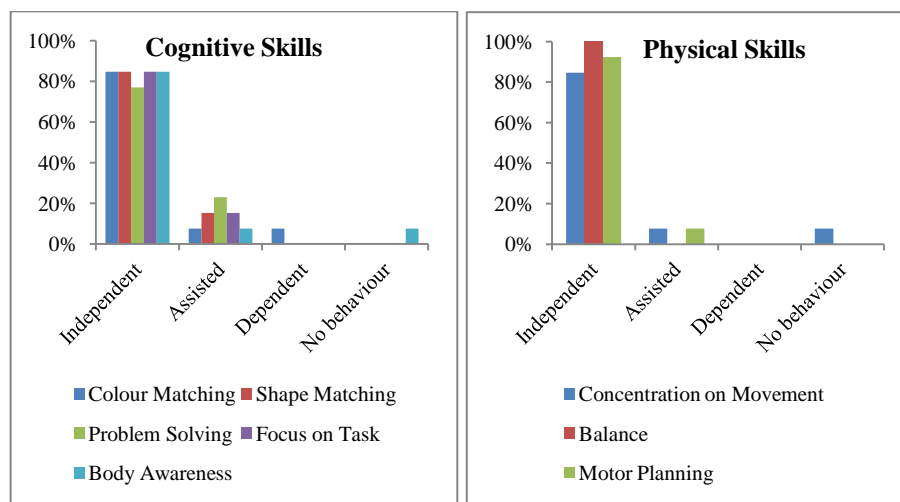 Cognitive Skills
100%
80%
60%
40%
20%
0%
Independent
Assisted
Dependent
No behaviour
Colour Matching Shape Matching
Problem Solving Focus on Task
Body Awareness
Physical Skills
100%
80%
60%
40%
20%
0%
Independent
Assisted
Dependent
No behaviour
Concentration on Movement
Balance
Motor Planning